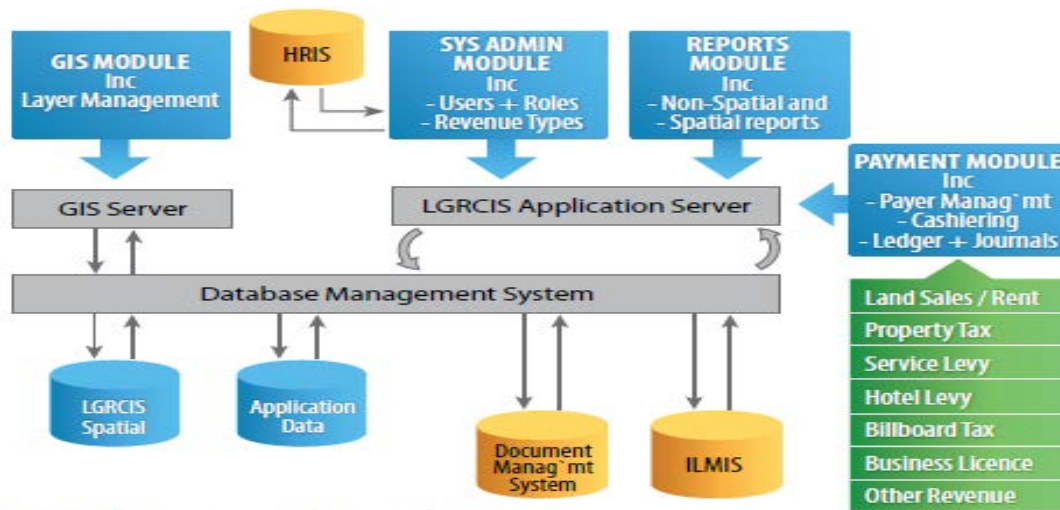 GIS MODULE
Inc
Layer Management
HRIS
SYS ADMIN
MODULE
Inc
- Users + Roles
- Revenue Types
REPORTS
MODULE
Inc
- Non-Spatial and
- Spatial reports
PAYMENT MODULE
Inc
- Payer Manag`mt
- Cashiering
- Ledger + Journals
GIS Server
LGRCIS Application Server
Database Management System
LGRCIS
Spatial
Application
Data
Document
Manag`mt
System
ILMIS
Land Sales / Rent
Property Tax
Service Levy
Hotel Levy
Billboard Tax
Business Licence
Other Revenue